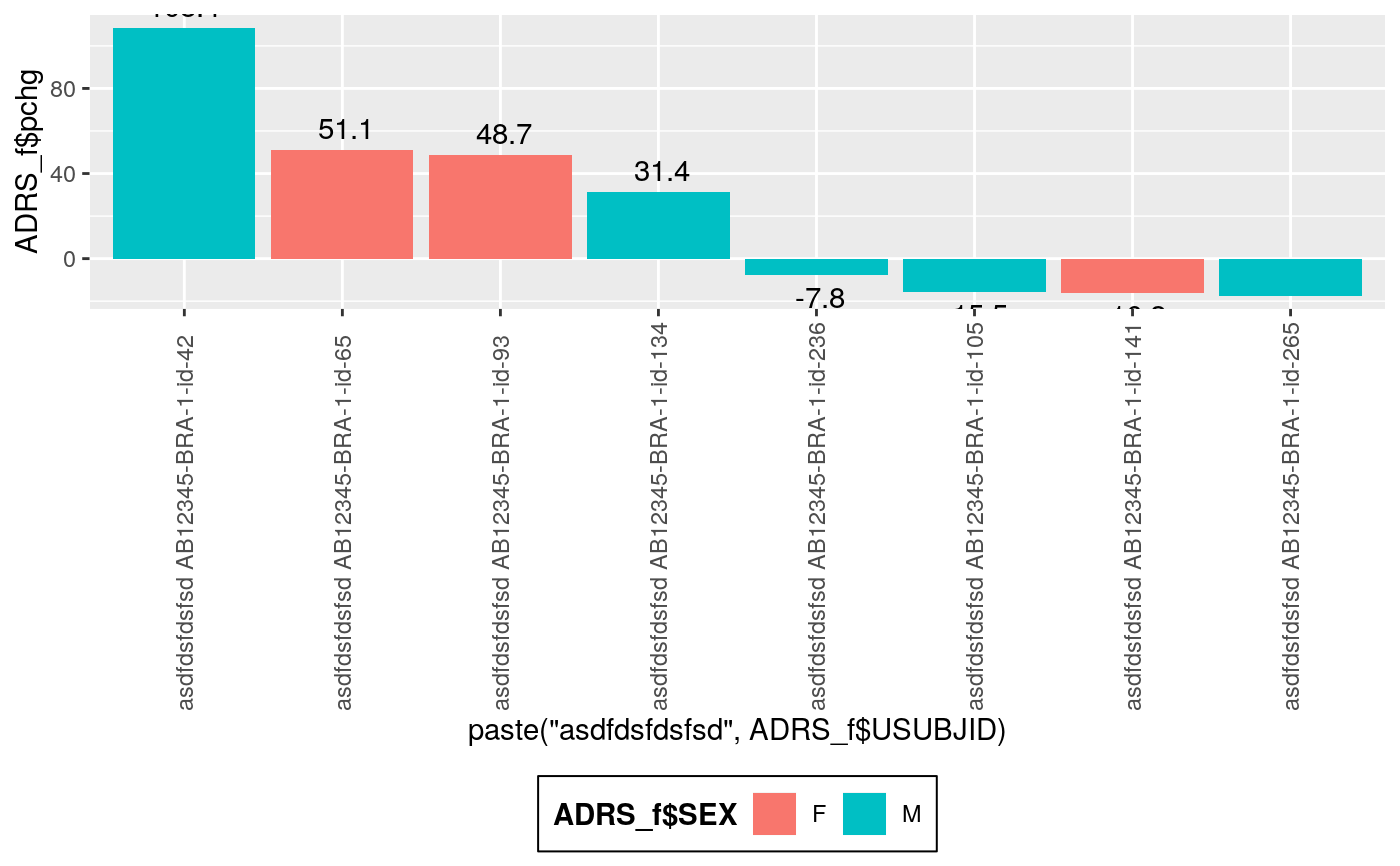 80
40
0
ADRS_f$pchg
51.1
48.7
31.4
-7.8
asdfdsfdsfsd AB12345-BRA-1-id-42
asdfdsfdsfsd AB12345-BRA-1-id-65
asdfdsfdsfsd AB12345-BRA-1-id-93
asdfdsfdsfsd AB12345-BRA-1-id-134
asdfdsfdsfsd AB12345-BRA-1-id-236
asdfdsfdsfsd AB12345-BRA-1-id-105
asdfdsfdsfsd AB12345-BRA-1-id-141
asdfdsfdsfsd AB12345-BRA-1-id-265
paste("asdfdsfdsfsd", ADRS_f$USUBJID)
ADRS_f$SEX F M